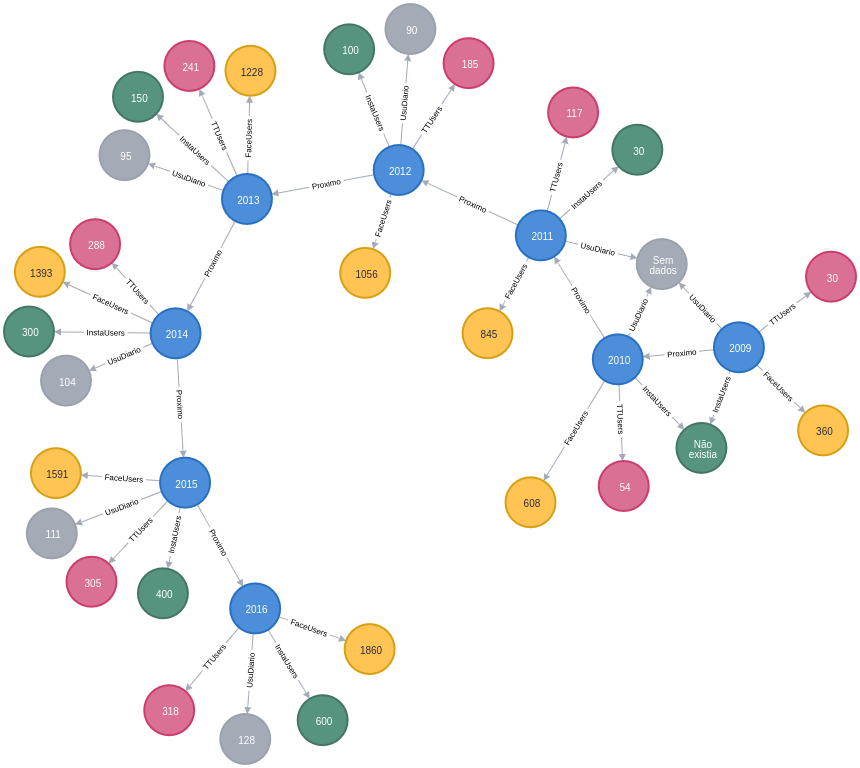 90
100
185
241
1228
150
95
117
30
InstaUsers
UsuDiario
TTUsers
TTUsers
FaceUsers
InstaUsers
UsuDiario
2012
Proximo
2013
FaceUsers
1056
TTUsers
InstaUsers
Proximo
2011
UsuDiario
Sem
dados
FaceUsers
845
Proximo
UsuDiario
UsuDiario
30
TTUsers
2009
Proximo
2010
InstaUsers
FaceUsers
360
InstaUsers
Não
existia
TTUsers
54
FaceUsers
608
Proximo
288
1393
TTUsers
FaceUsers
300
InstaUsers
2014
UsuDiario
104
Proximo
1591
FaceUsers
2015
UsuDiario
111
TTUsers
305
InstaUsers
400
Proximo
2016
FaceUsers
1860
TTUsers
318
UsuDiario
128
InstaUsers
600